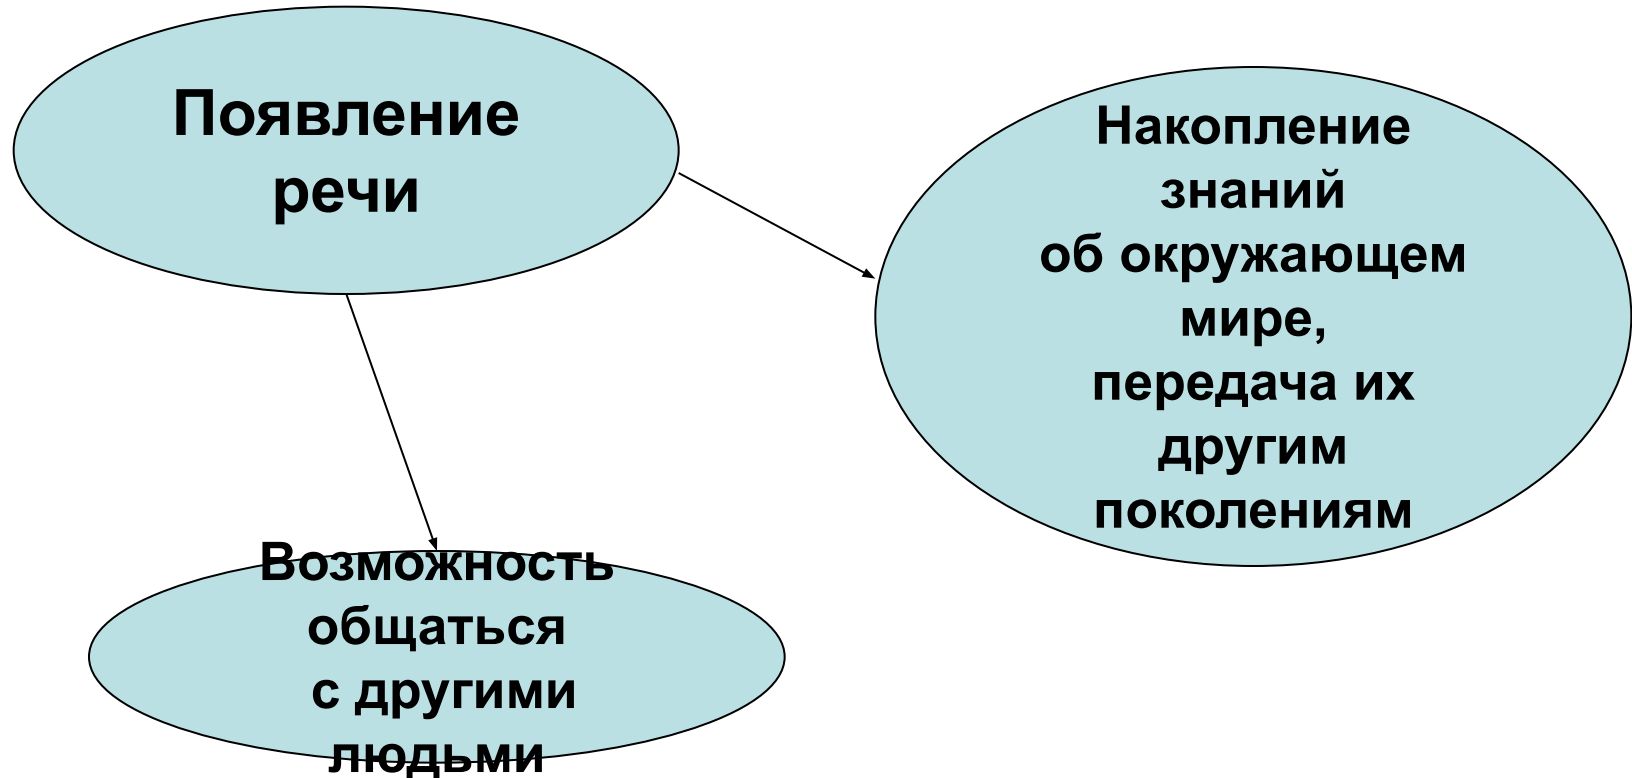 Появление
речи
Накопление
знаний
об окружающем
мире,
передача их
другим
поколениям
Возможность
общаться
с другими
людьми